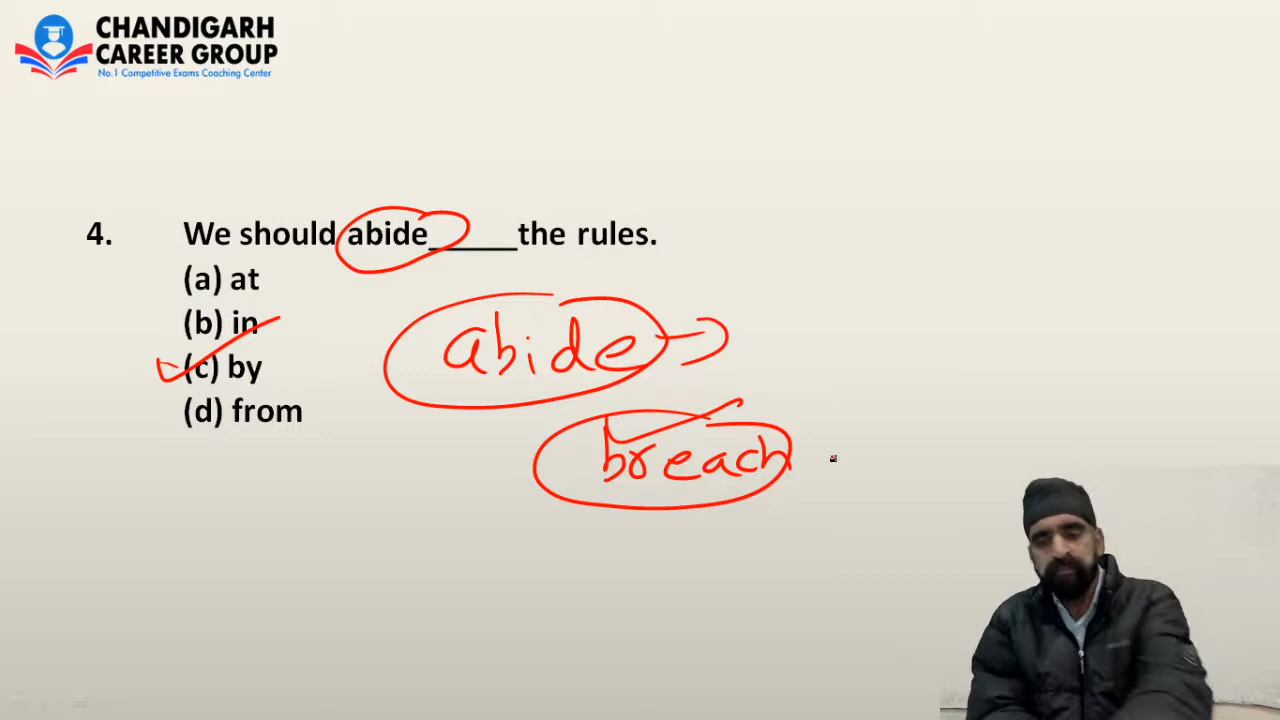 CHANDIGARH
CAREER GROUP
No.1 Competitive Exams Coaching Center
4. We should abide_____the rules.
(a) at
(b) in
(c) by
(d) from
abide
breach